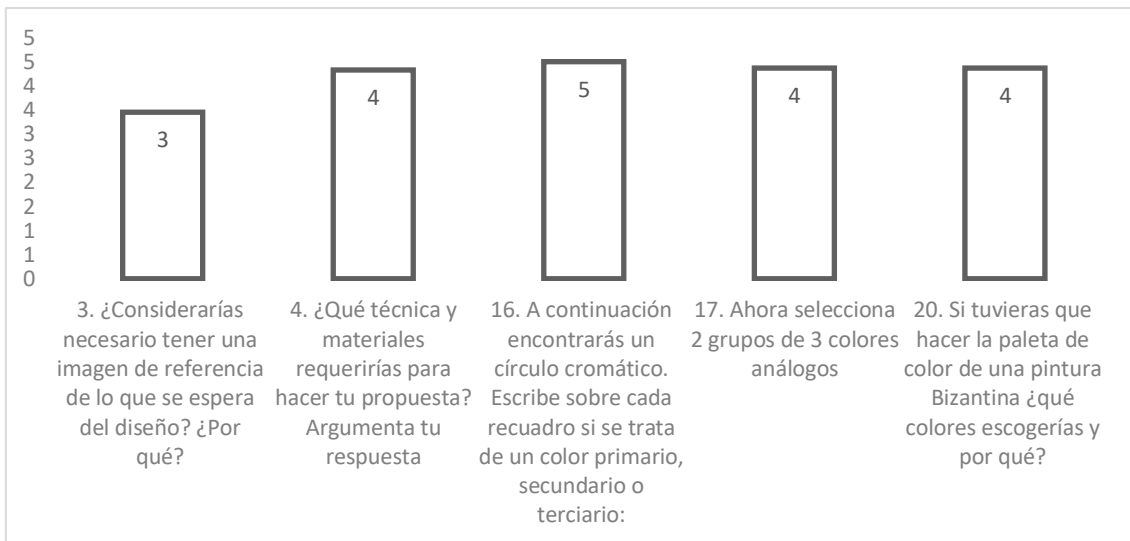 5
5
4
4
3
3
2
2
1
1
0
3
4
5
4
4
3. ¿Considerarías
necesario tener una
imagen de referencia
de lo que se espera
del diseño? ¿Por
qué?
4. ¿Qué técnica y
materiales
requerirías para
hacer tu propuesta?
Argumenta tu
respuesta
16. A continuación
encontrarás un
círculo cromático.
Escribe sobre cada
recuadro si se trata
de un color primario,
secundario o
terciario:
17. Ahora selecciona
2 grupos de 3 colores
análogos
20. Si tuvieras que
hacer la paleta de
color de una pintura
Bizantina ¿qué
colores escogerías y
por qué?